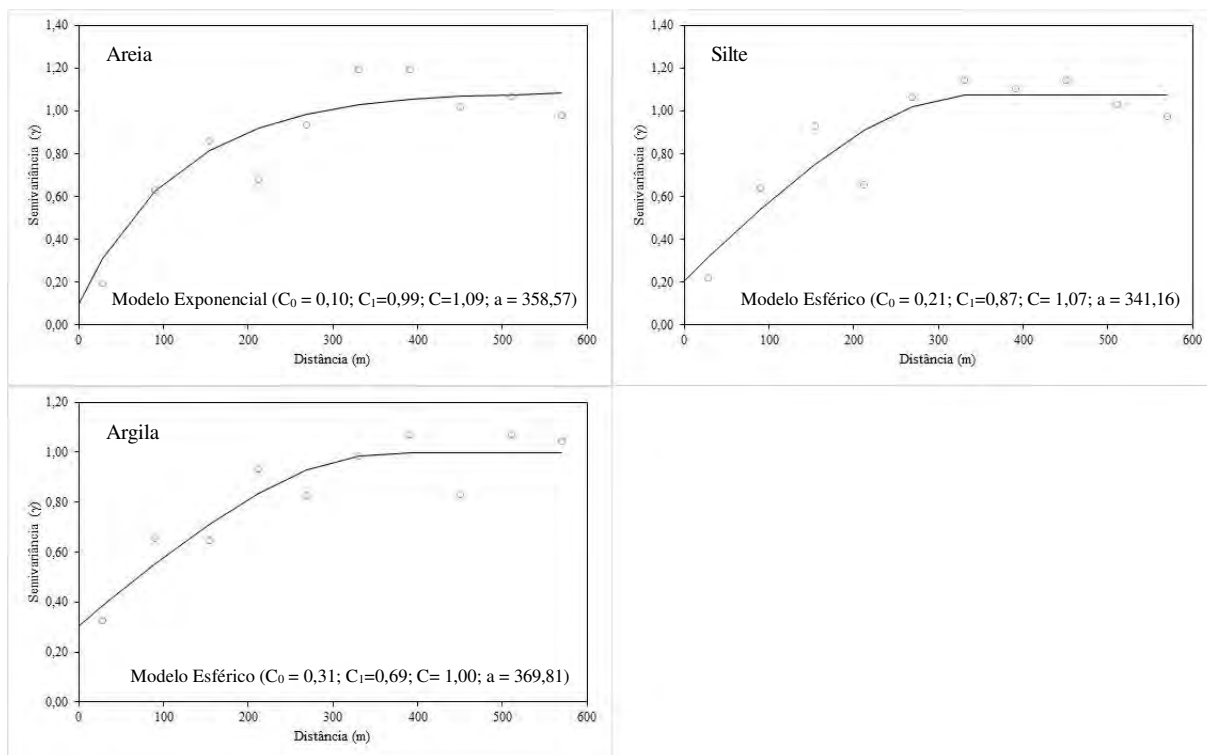 Areia
Semivariância (γ)
1,40
1,20
1,00
0,80
0,60
0,40
0,20
0,00
Modelo Exponencial (C0 = 0,10; C1=0,99; C=1,09; a = 358,57)
0 100 200 300 400 500 600
Distância (m)
Silte
Semivariância (γ)
1,40
1,20
1,00
0,80
0,60
0,40
0,20
0,00
Modelo Esférico (C0 = 0,21; C1=0,87; C= 1,07; a = 341,16)
0 100 200 300 400 500 600
Distância (m)
Argila
Semivariância (γ)
1,20
1,00
0,80
0,60
0,40
0,20
0,00
Modelo Esférico (C0 = 0,31; C1=0,69; C= 1,00; a = 369,81)
0 100 200 300 400 500 600
Distância (m)